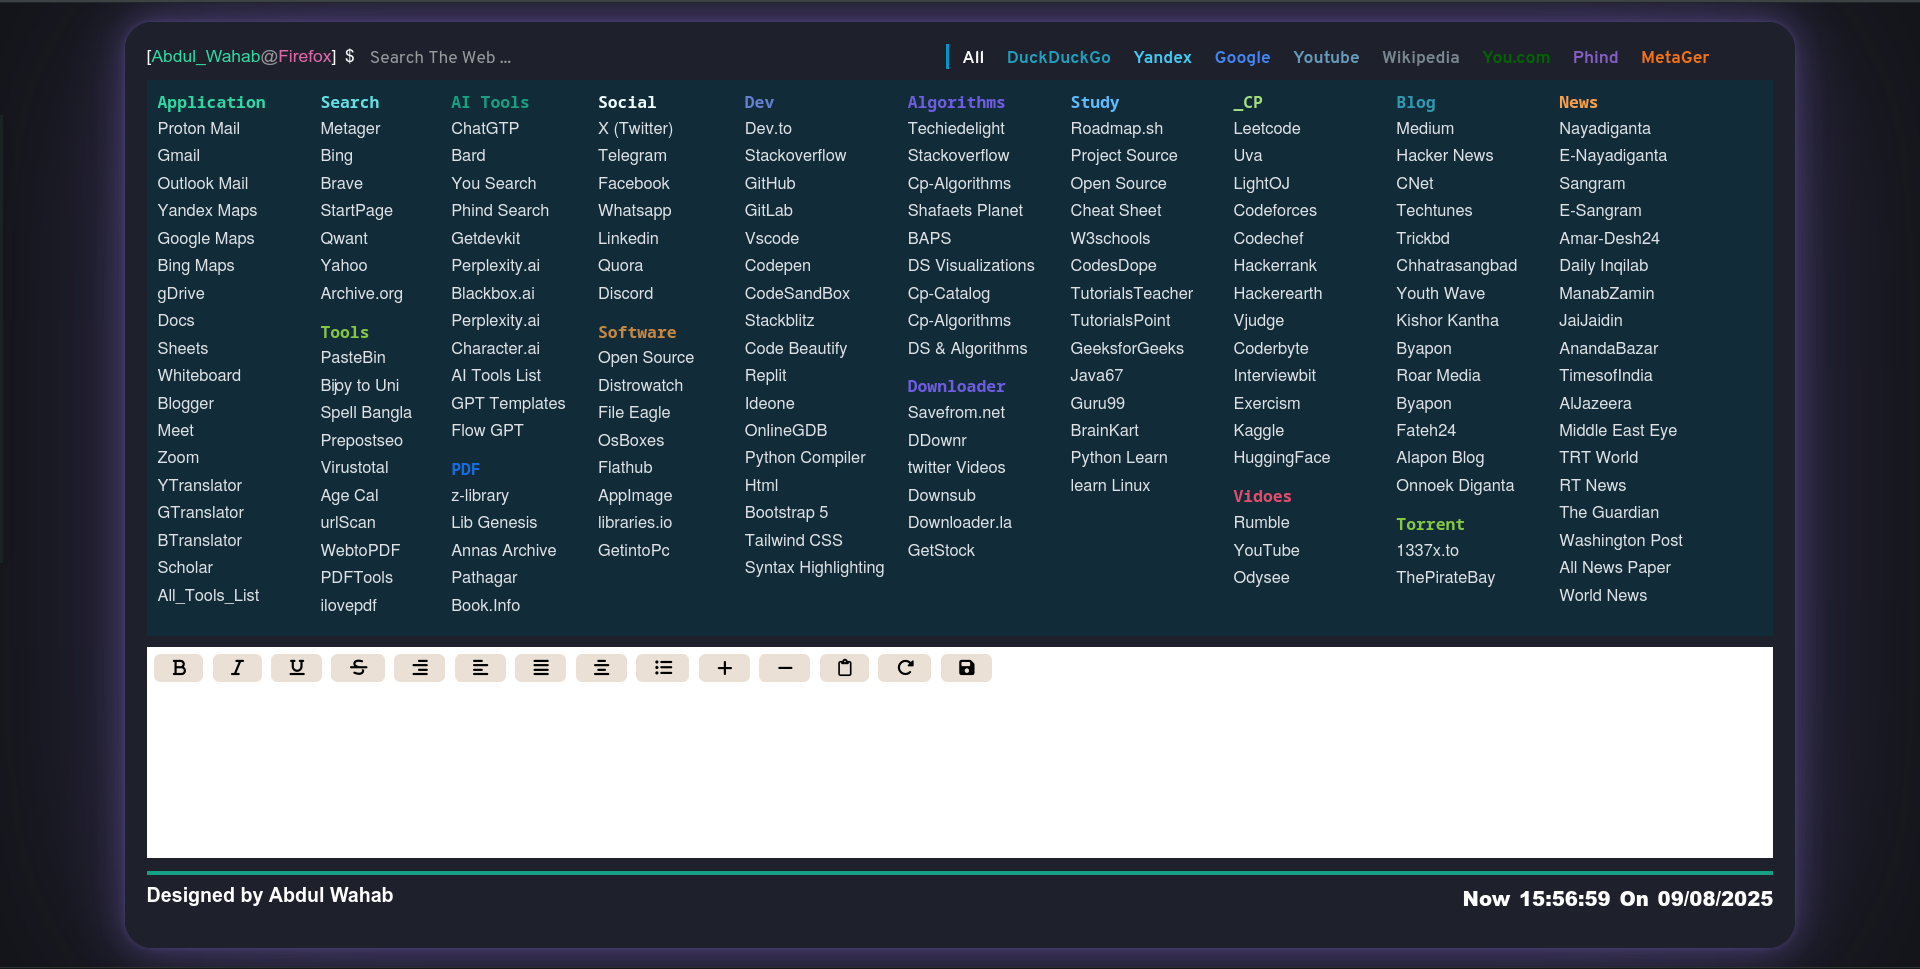 [Abdul_Wahab@Firefox] $ Search The Web ...
All DuckDuckGo Yandex Google Youtube Wikipedia You.com Phind MetaGer
Application
Proton Mail
Gmail
Outlook Mail
Yandex Maps
Google Maps
Bing Maps
gDrive
Docs
Sheets
Whiteboard
Blogger
Meet
Zoom
YTranslator
GTranslator
BTranslator
Scholar
All_Tools_List
Search
Metager
Bing
Brave
StartPage
Qwant
Yahoo
Archive.org
Tools
PasteBin
Bijoy to Uni
Spell Bangla
Prepostseo
Virustotal
Age Cal
urlScan
WebtoPDF
PDFTools
ilovepdf
AI Tools
ChatGTP
Bard
You Search
Phind Search
Getdevkit
Perplexity.ai
Blackbox.ai
Perplexity.ai
Character.ai
AI Tools List
GPT Templates
Flow GPT
PDF
z-library
Lib Genesis
Annas Archive
Pathagar
Book.Info
Social
X (Twitter)
Telegram
Facebook
Whatsapp
Linkedin
Quora
Discord
Software
Open Source
Distrowatch
File Eagle
OsBoxes
Flathub
AppImage
libraries.io
GetintoPc
Dev
Dev.to
Stackoverflow
GitHub
GitLab
Vscode
Codepen
CodeSandBox
Stackblitz
Code Beautify
Replit
Ideone
OnlineGDB
Python Compiler
Html
Bootstrap 5
Tailwind CSS
Syntax Highlighting
Algorithms
Techiedelight
Stackoverflow
Cp-Algorithms
Shafaets Planet
BAPS
DS Visualizations
Cp-Catalog
Cp-Algorithms
DS & Algorithms
Downloader
Savefrom.net
DDownr
twitter Videos
Downsub
Downloader.la
GetStock
Study
Roadmap.sh
Project Source
Open Source
Cheat Sheet
W3schools
CodesDope
TutorialsTeacher
TutorialsPoint
GeeksforGeeks
Java67
Guru99
BrainKart
Python Learn
learn Linux
_CP
Leetcode
Uva
LightOJ
Codeforces
Codechef
Hackerrank
Hackerearth
Vjudge
Coderbyte
Interviewbit
Exercism
Kaggle
HuggingFace
Vidoes
Rumble
YouTube
Odysee
Blog
Medium
Hacker News
CNet
Techtunes
Trickbd
Chhatrasangbad
Youth Wave
Kishor Kantha
Byapon
Roar Media
Byapon
Fateh24
Alapon Blog
Onnoek Diganta
Torrent
1337x.to
ThePirateBay
News
Nayadiganta
E-Nayadiganta
Sangram
E-Sangram
Amar-Desh24
Daily Inqilab
ManabZamin
JaiJaidin
AnandaBazar
TimesofIndia
AlJazeera
Middle East Eye
TRT World
RT News
The Guardian
Washington Post
All News Paper
World News
B I U S
Designed by Abdul Wahab
Now 15:56:59 On 09/08/2025